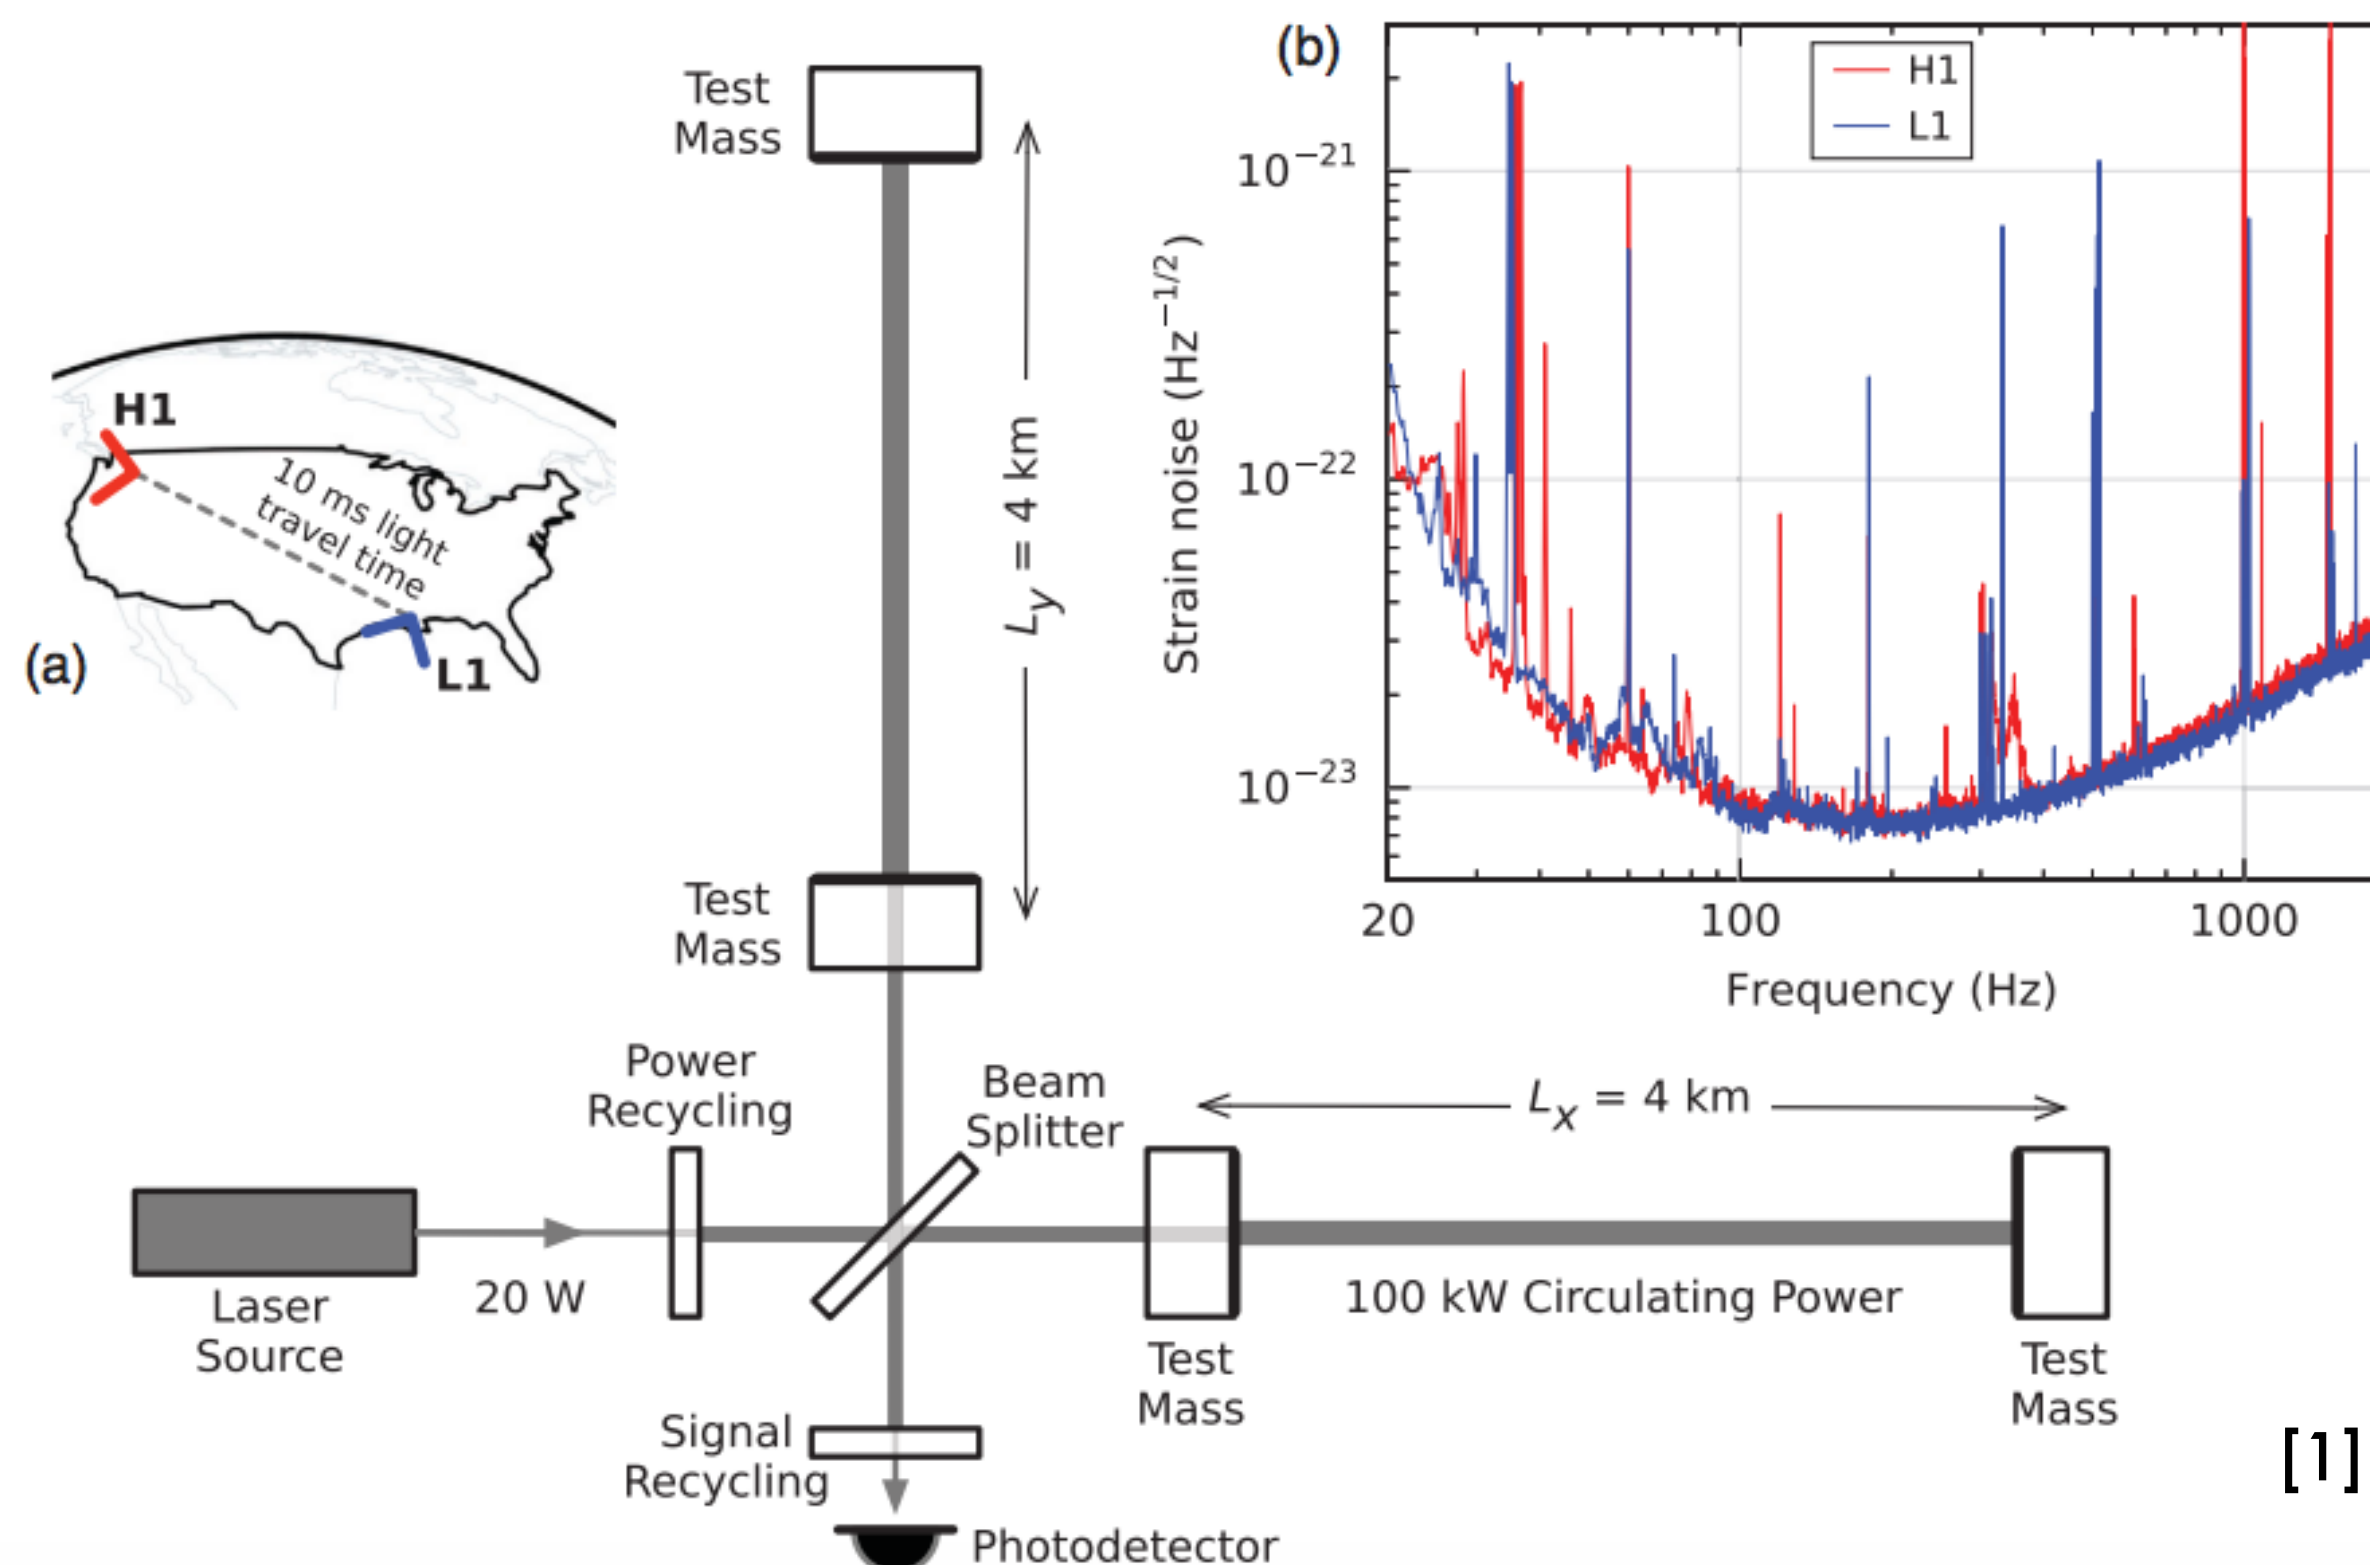 (b)
H1
L1
10−21
10−22
10−23
Strain noise (Hz−1/2)
20
100
1000
Frequency (Hz)
Test
Mass
Ly = 4 km
H1
10 ms light
travel time
L1
(a)
Test
Mass
Power
Recycling
Beam
Splitter
Lx = 4 km
Laser
Source
20 W
100 kW Circulating Power
Test
Mass
Test
Mass
Signal
Recycling
Photodetector
[1]